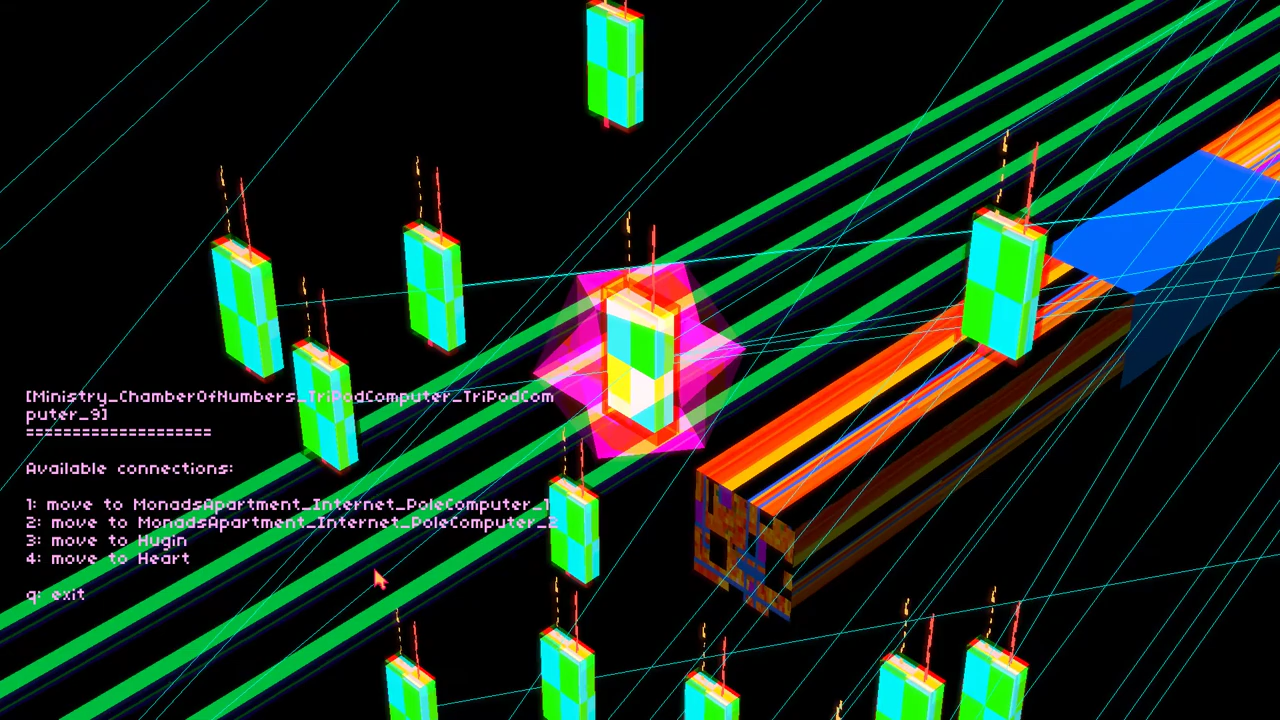 [Ministry_ChamberOfNumbers_TriPodComputer_TriPodCom
puter_9]
====================
Available connections:
1: move to MonadsApartment_Internet_PoleComputer_1
2: move to MonadsApartment_Internet_PoleComputer_2
3: move to Hugin
4: move to Heart
q: exit